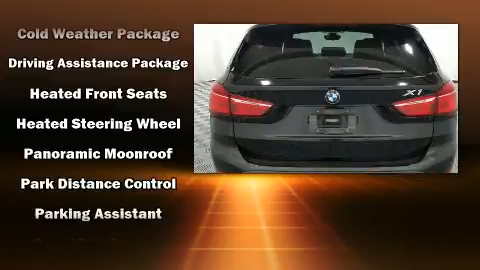 Cold Weather Package
Driving Assistance Package
Heated Front Seats
Heated Steering Wheel
Panoramic Moonroof
Park Distance Control
Parking Assistant
X1